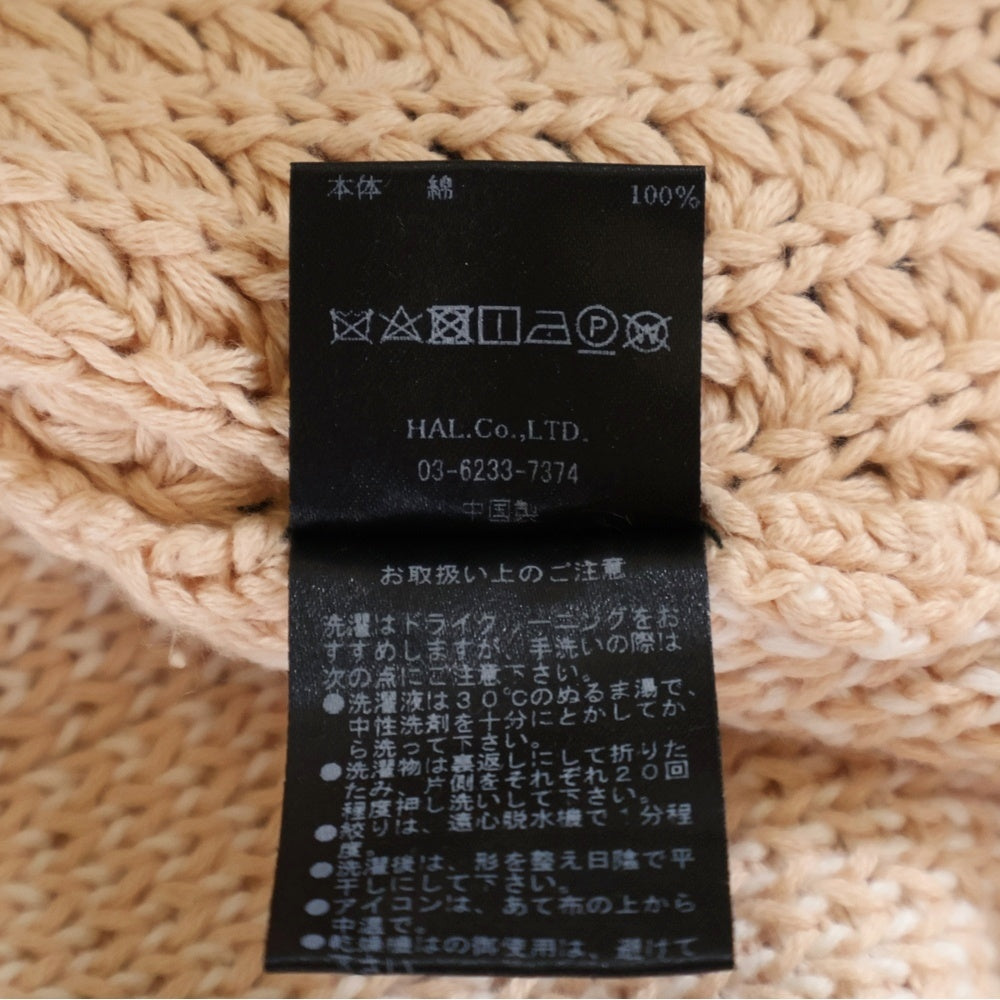 本体 綿 100%
HAL.Co.,LTD.
03-6233-7374
中国製
お取扱い上のご注意
洗濯はドライクリーニングをお
すすめしますが、手洗いの際は
次の点にご注意下さい。
●洗濯液は30℃のぬるま湯で、
中性洗剤を十分にとかしてか
ら洗って下さい。
●洗濯物は裏返しにして折りた
たみ、片側をそれぞれ20回
程度押し洗いして下さい。
●絞りは、遠心脱水機で1分程
度。
●洗濯後は、形を整え日陰で平
干しにして下さい。
●アイロンは、あて布の上から
中温で。
●乾燥機はの御使用は、避けて
下さい。